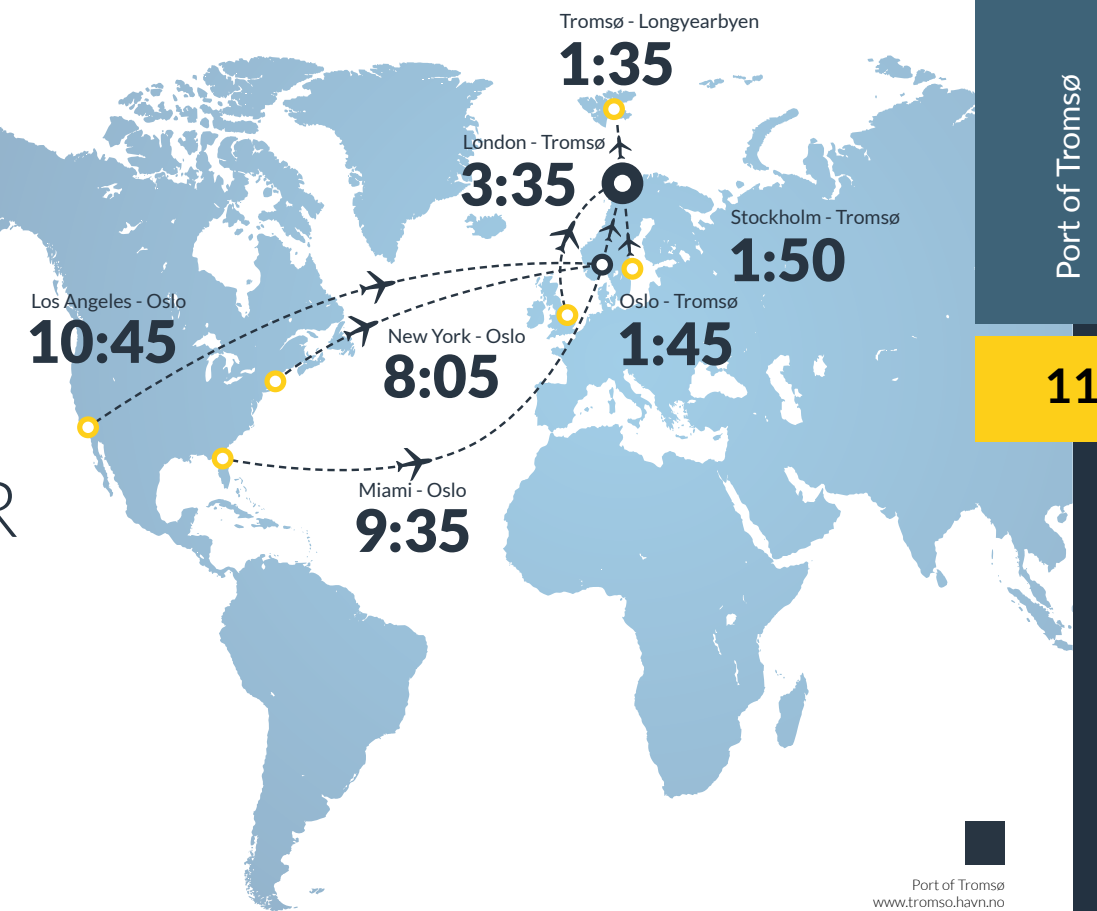 Tromsø - Longyearbyen
1:35
London - Tromsø
3:35
Stockholm - Tromsø
1:50
Los Angeles - Oslo
10:45
Oslo - Tromsø
1:45
New York - Oslo
8:05
Miami - Oslo
9:35
R
Port of Tromsø
11
Port of Tromsø
www.tromso.havn.no